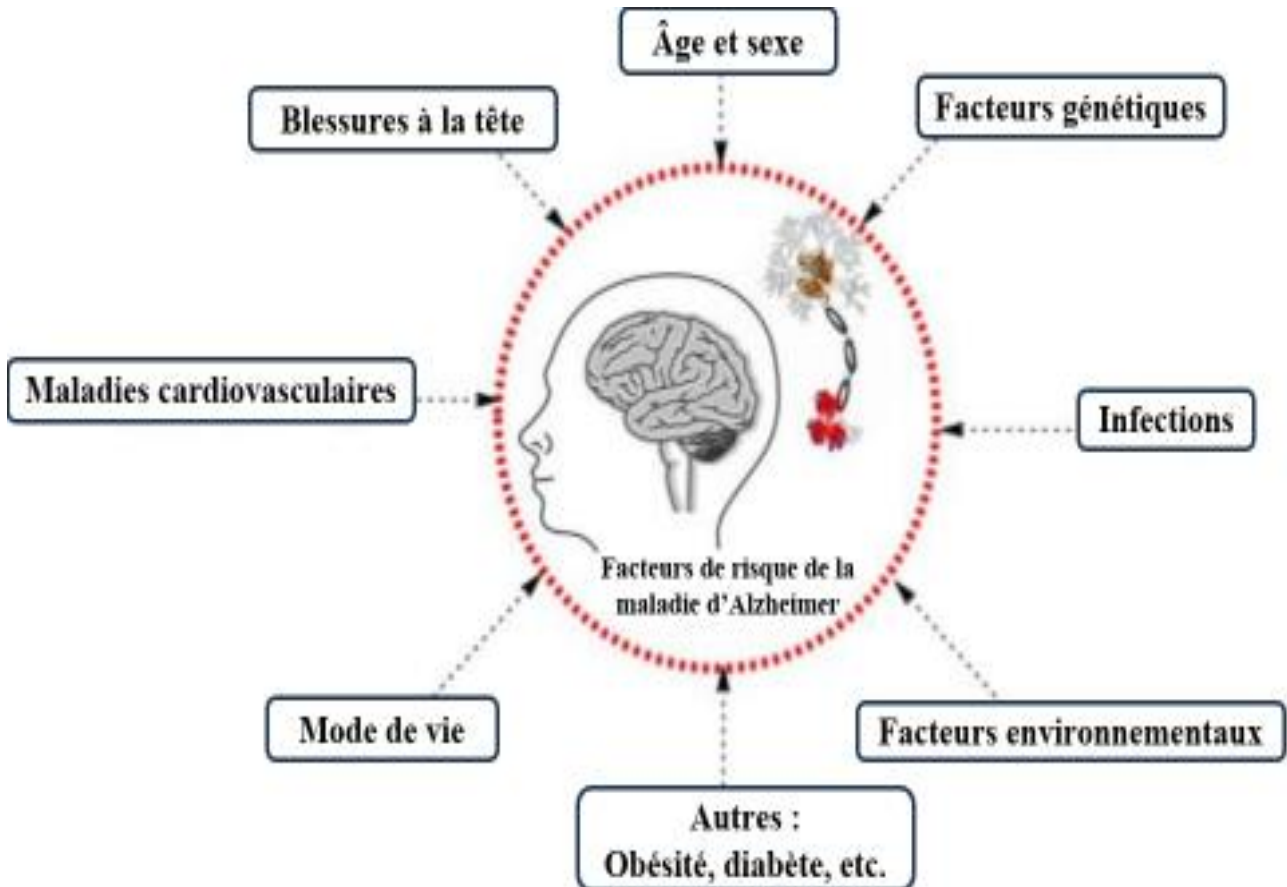 Âge et sexe
Blessures à la tête
Facteurs génétiques
Maladies cardiovasculaires
Infections
Facteurs de risque de la
maladie d'Alzheimer
Mode de vie
Facteurs environnementaux
Autres :
Obésité, diabète, etc.